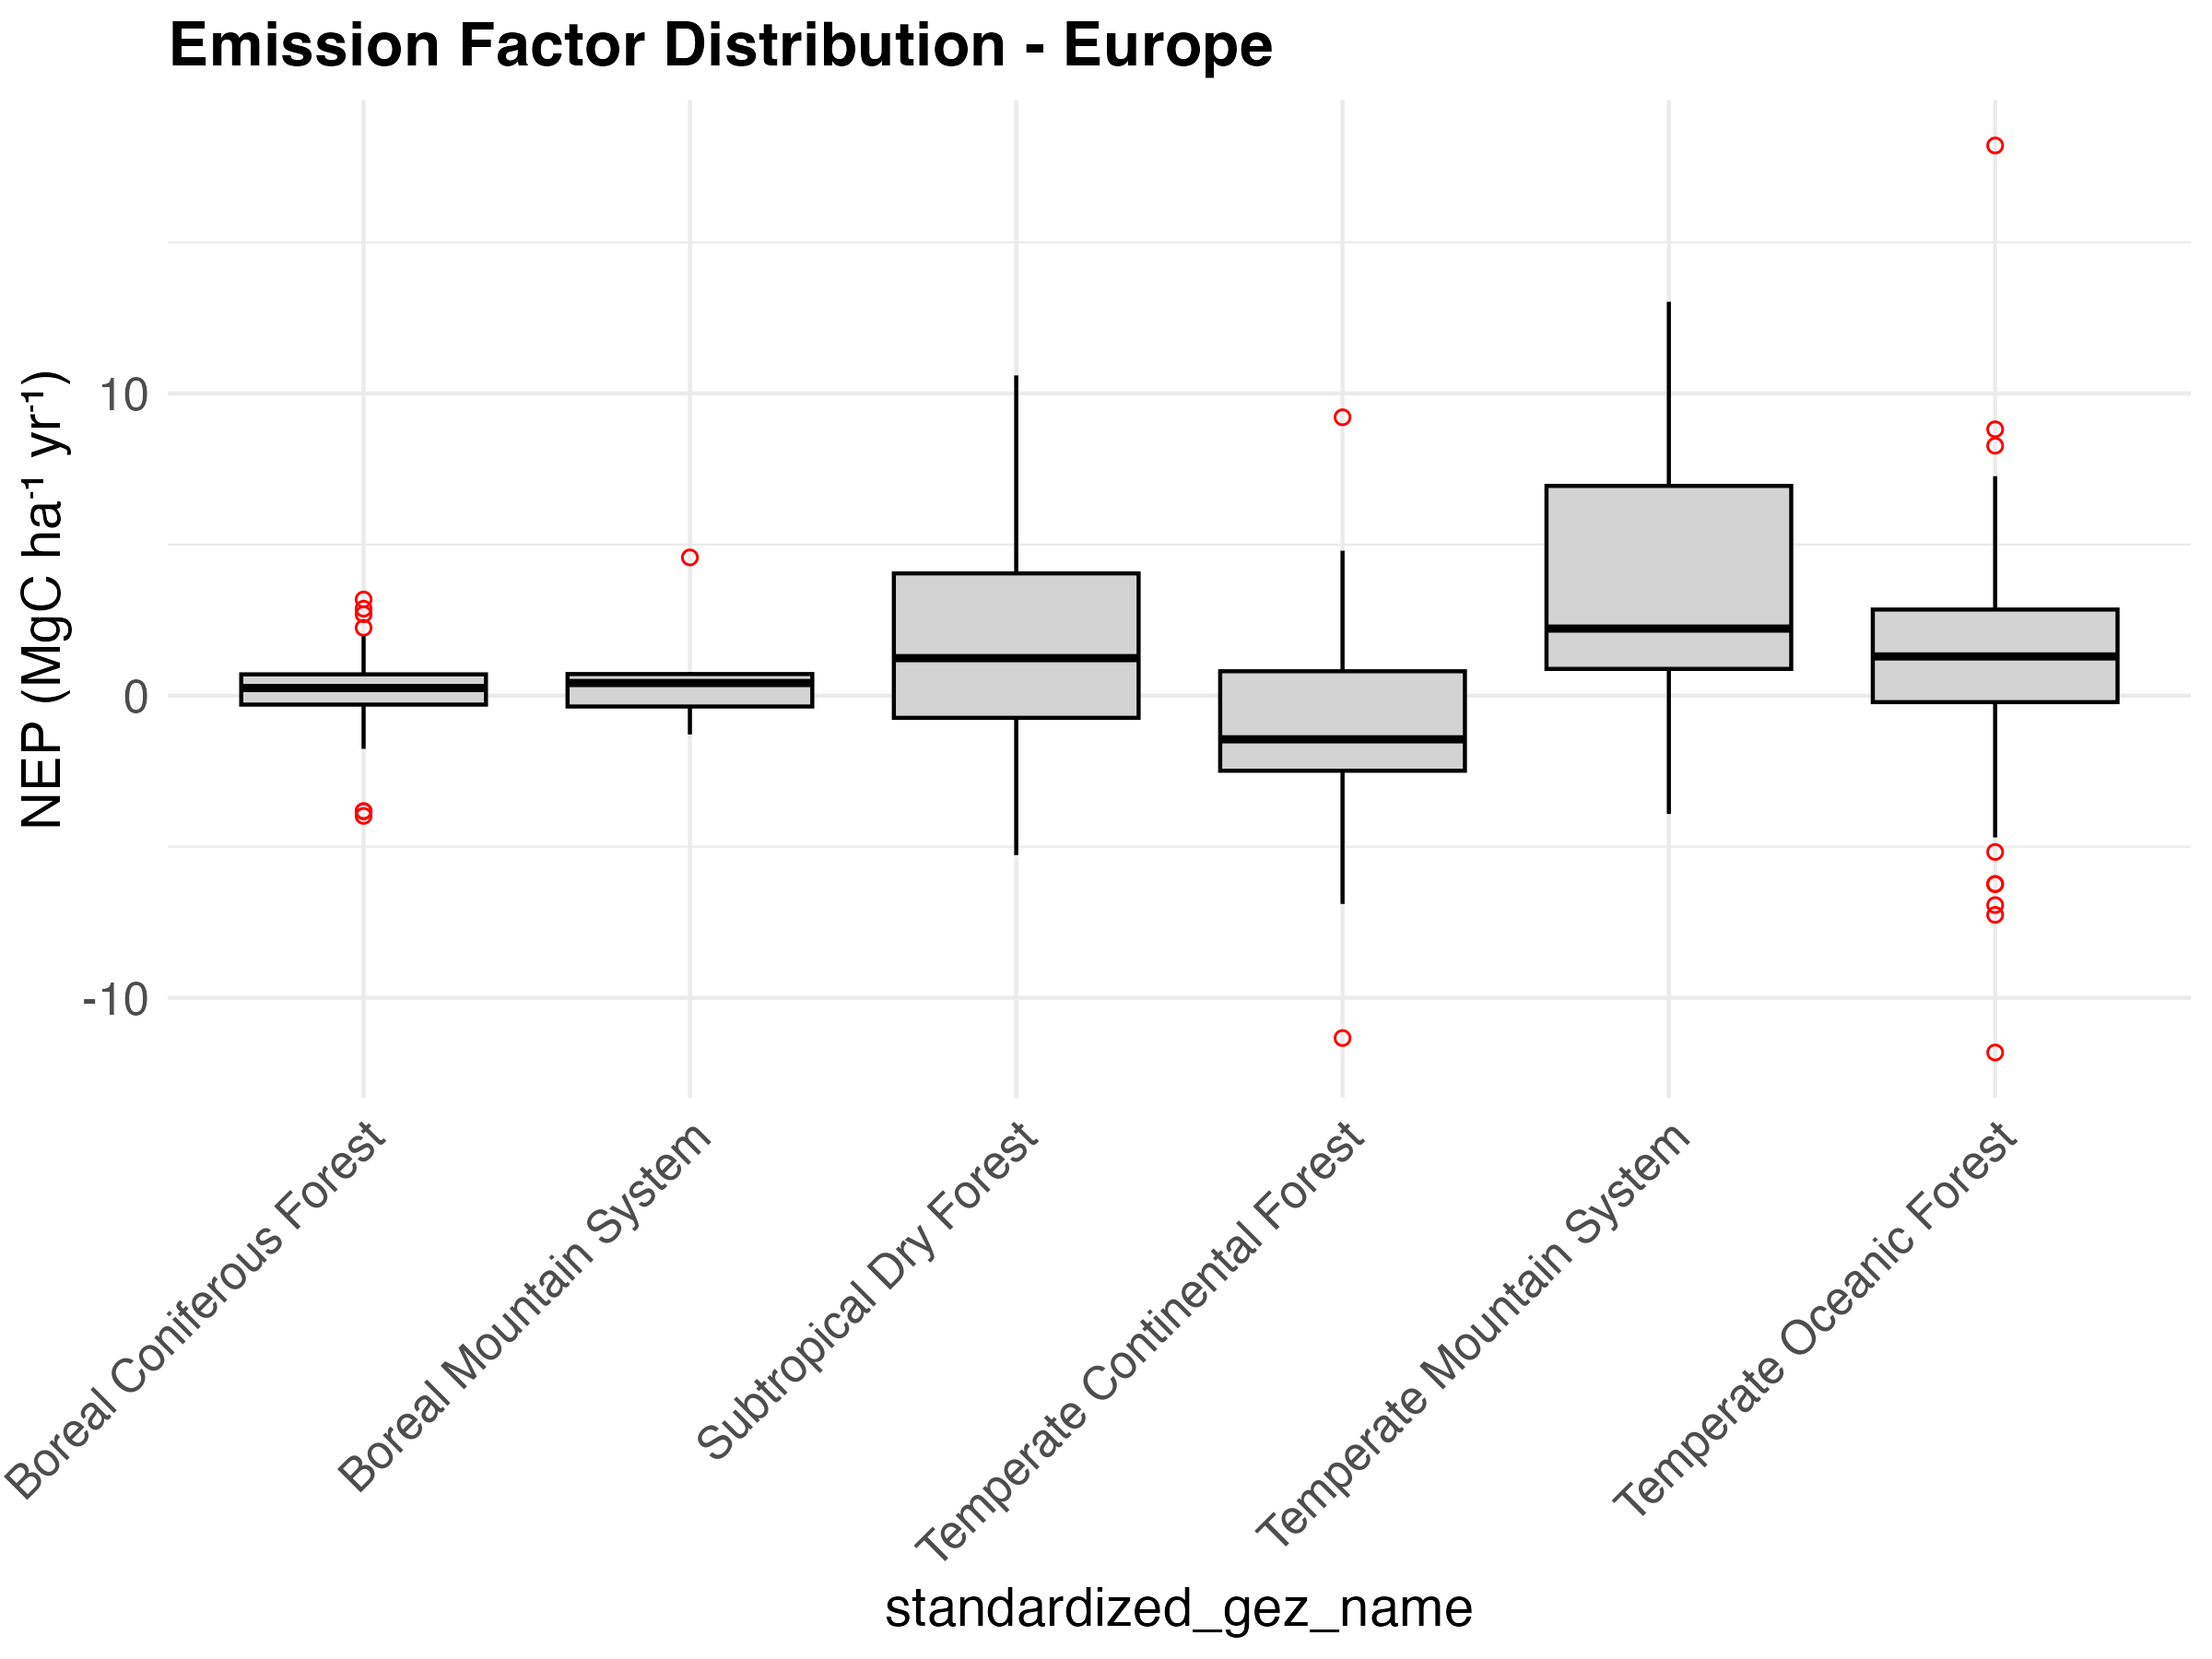 Emission Factor Distribution - Europe
NEP (MgC ha⁻¹ yr⁻¹)
10
0
-10
Boreal Coniferous Forest
Boreal Mountain System
Subtropical Dry Forest
Temperate Continental Forest
Temperate Mountain System
Temperate Oceanic Forest
standardized_gez_name